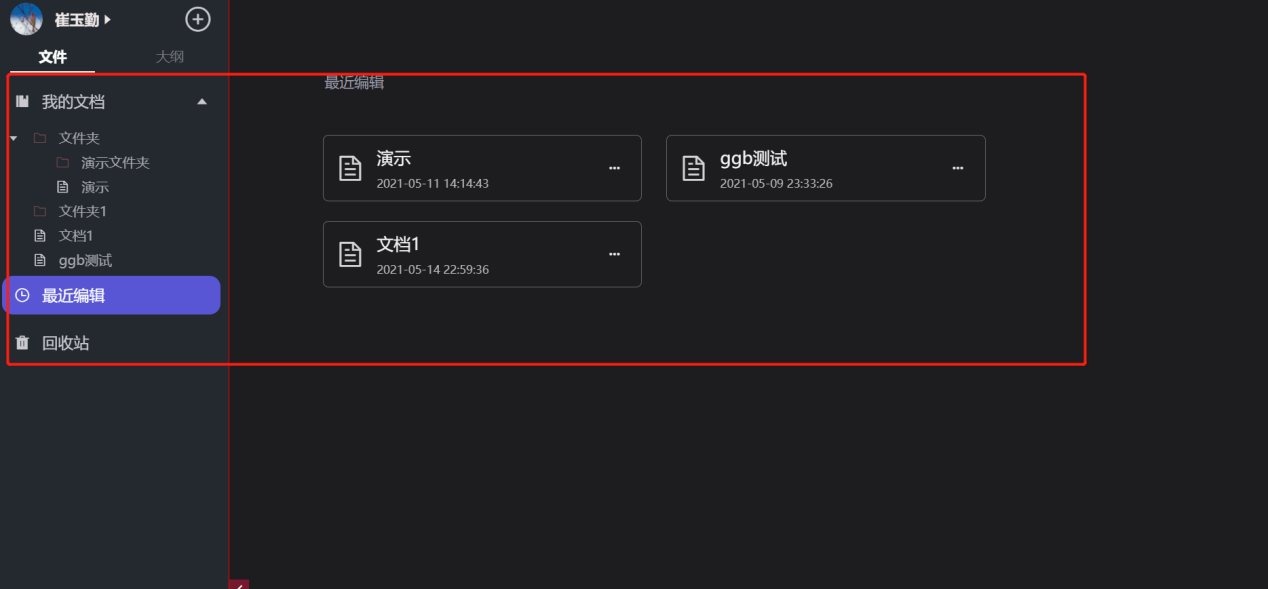 崔玉勤
文件 大纲
我的文档
文件夹
演示文件夹
演示
文件夹1
文档1
ggb测试
最近编辑
回收站
最近编辑
演示
2021-05-11 14:14:43
ggb测试
2021-05-09 23:33:26
文档1
2021-05-14 22:59:36